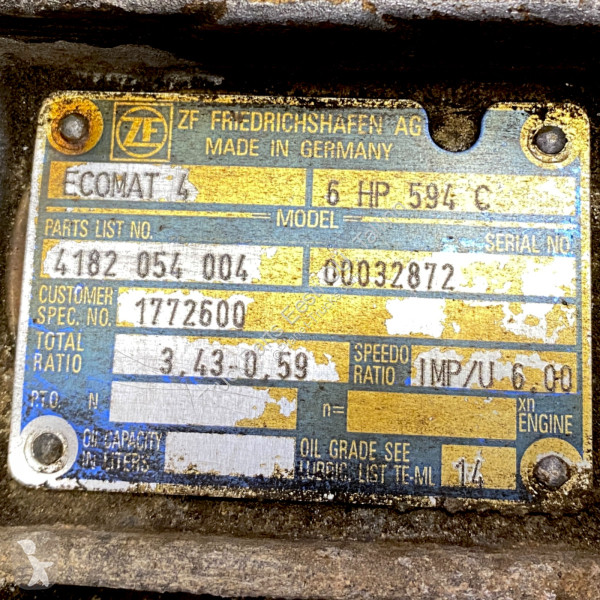 ZF ZF FRIEDRICHSHAFEN AG
MADE IN GERMANY
ECOMAT 4 6 HP 594 C
MODEL
PARTS LIST NO. SERIAL NO
4182 054 004 00032872
CUSTOMER SPEC. NO. 1772600
TOTAL RATIO 3,43-0,59 SPEEDO RATIO IMP/U 6,00
P.T.O. N n= xn ENGINE
OIL CAPACITY IN LITERS OIL GRADE SEE LUBRIC. LIST TE-ML 14